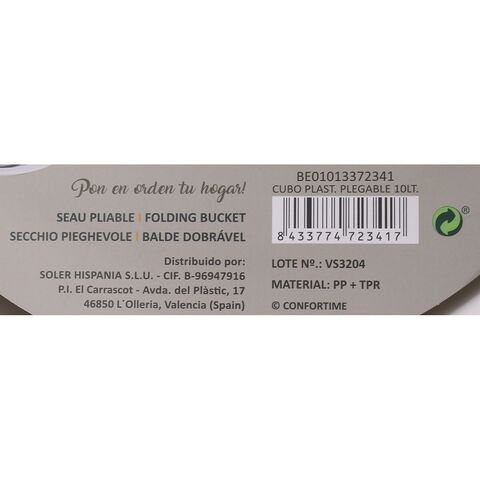 Pon en orden tu hogar!
SEAU PLIABLE | FOLDING BUCKET
SECCHIO PIEGHEVOLE | BALDE DOBRÁVEL
Distribuido por:
SOLER HISPANIA S.L.U. - CIF. B-96947916
P.I. El Carrascot - Avda. del Plàstic, 17
46850 L´Olleria, Valencia (Spain)
BE01013372341
CUBO PLAST. PLEGABLE 10LT.
8 433774 723417
LOTE Nº.: VS3204
MATERIAL: PP + TPR
© CONFORTIME